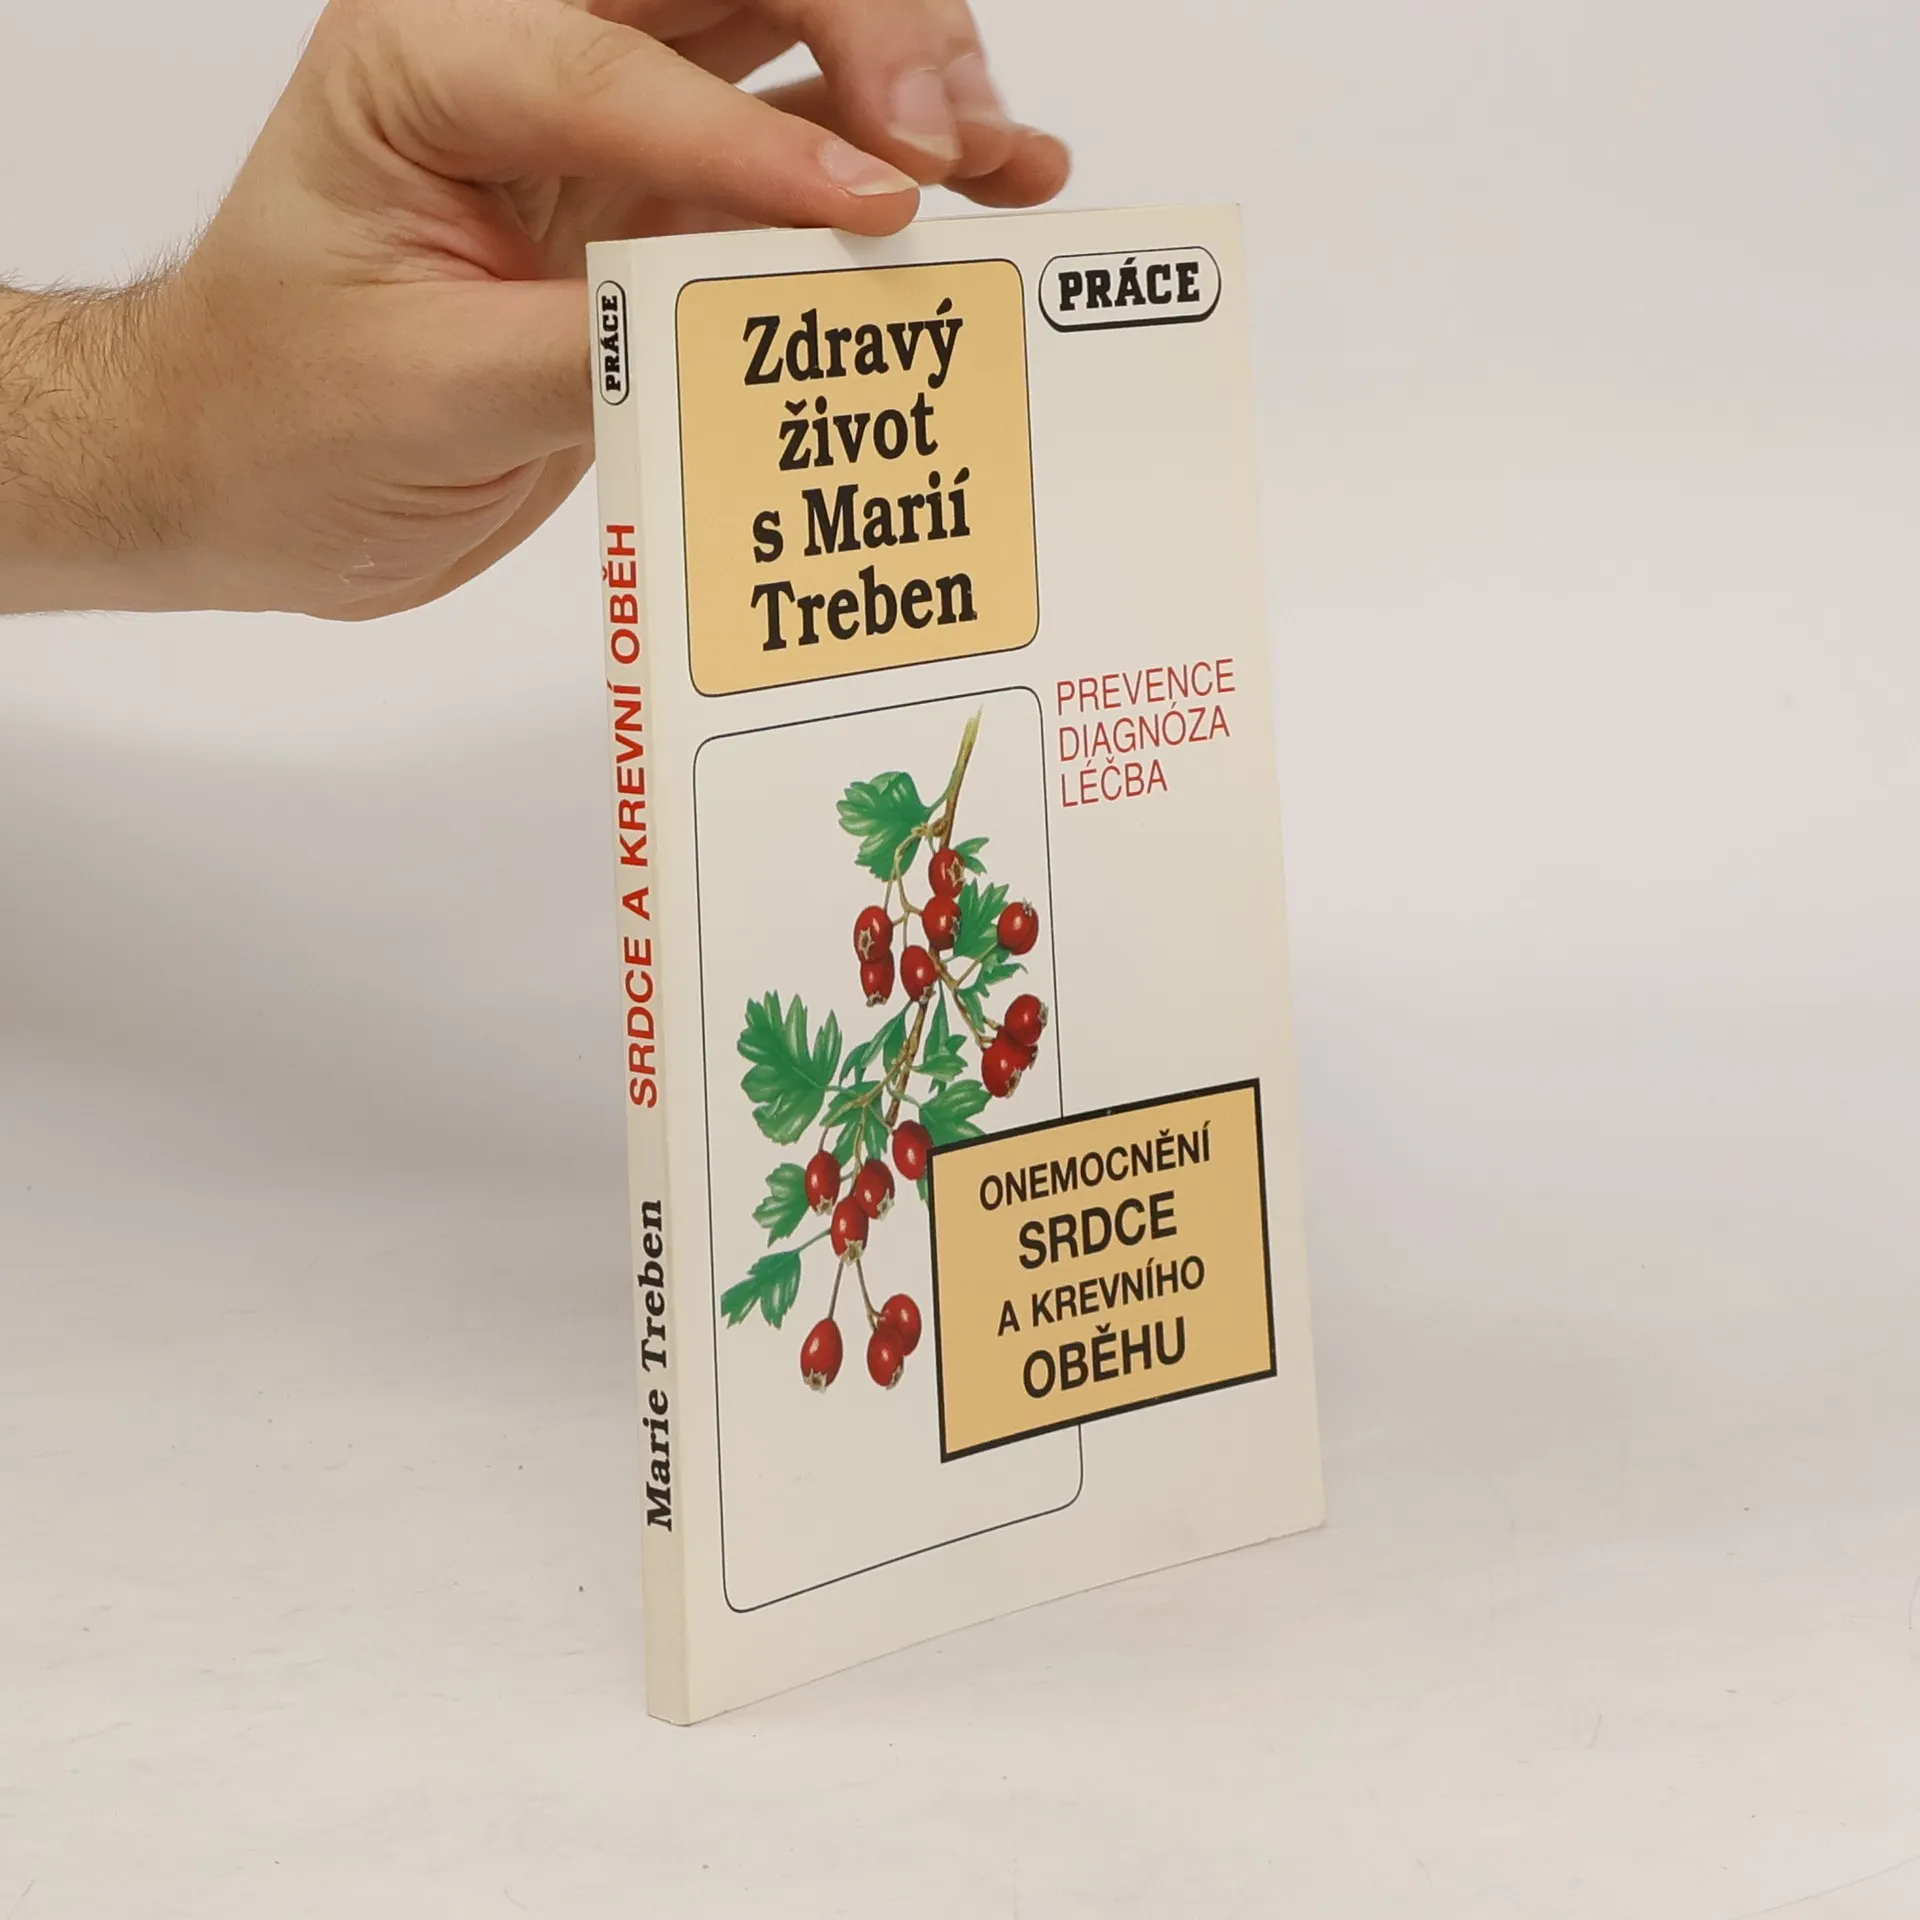 PRÁCE
SRDCE A KREVNÍ OBĚH
Marie Treben
Zdravý
život
s Marií
Treben
PRÁCE
PREVENCE
DIAGNÓZA
LÉČBA
ONEMOCNĚNÍ
SRDCE
A KREVNÍHO
OBĚHU